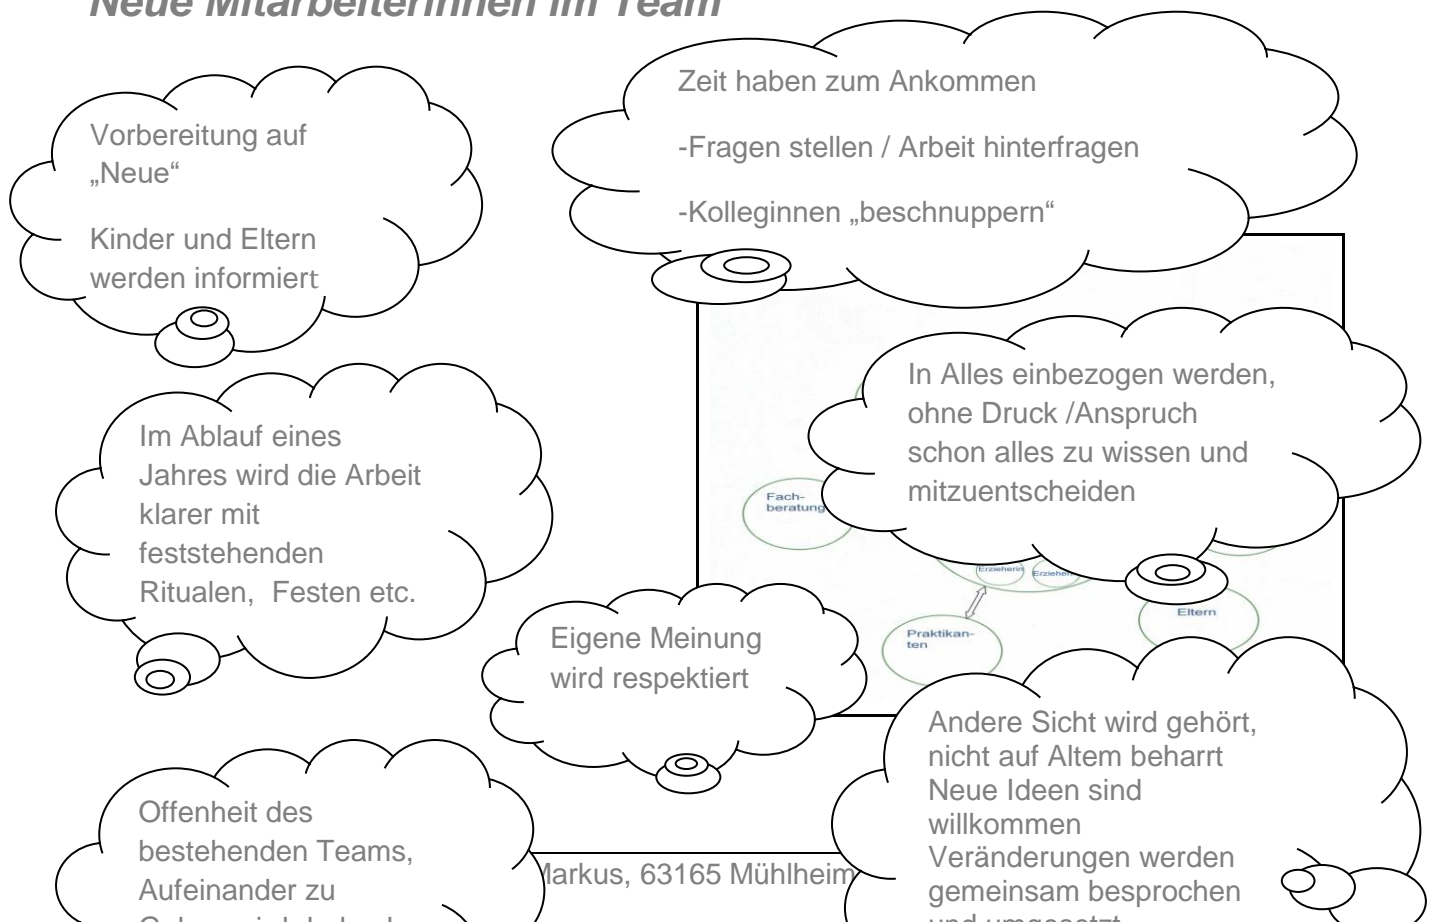 Neue Mitarbeiterinnen im Team
Zeit haben zum Ankommen
-Fragen stellen / Arbeit hinterfragen
-Kolleginnen „beschnuppern“
Vorbereitung auf
„Neue“
Kinder und Eltern
werden informiert
In Alles einbezogen werden,
ohne Druck /Anspruch
schon alles zu wissen und
mitzuentscheiden
Im Ablauf eines
Jahres wird die Arbeit
klarer mit
feststehenden
Ritualen,  Festen etc.
Fach-
beratung
Erzieherin
Eltern
Praktikan-
ten
Eigene Meinung
wird respektiert
Andere Sicht wird gehört,
nicht auf Altem beharrt
Neue Ideen sind
willkommen
Veränderungen werden
gemeinsam besprochen
und umgesetzt
Offenheit des
bestehenden Teams,
Aufeinander zu
Markus, 63165 Mühlheim